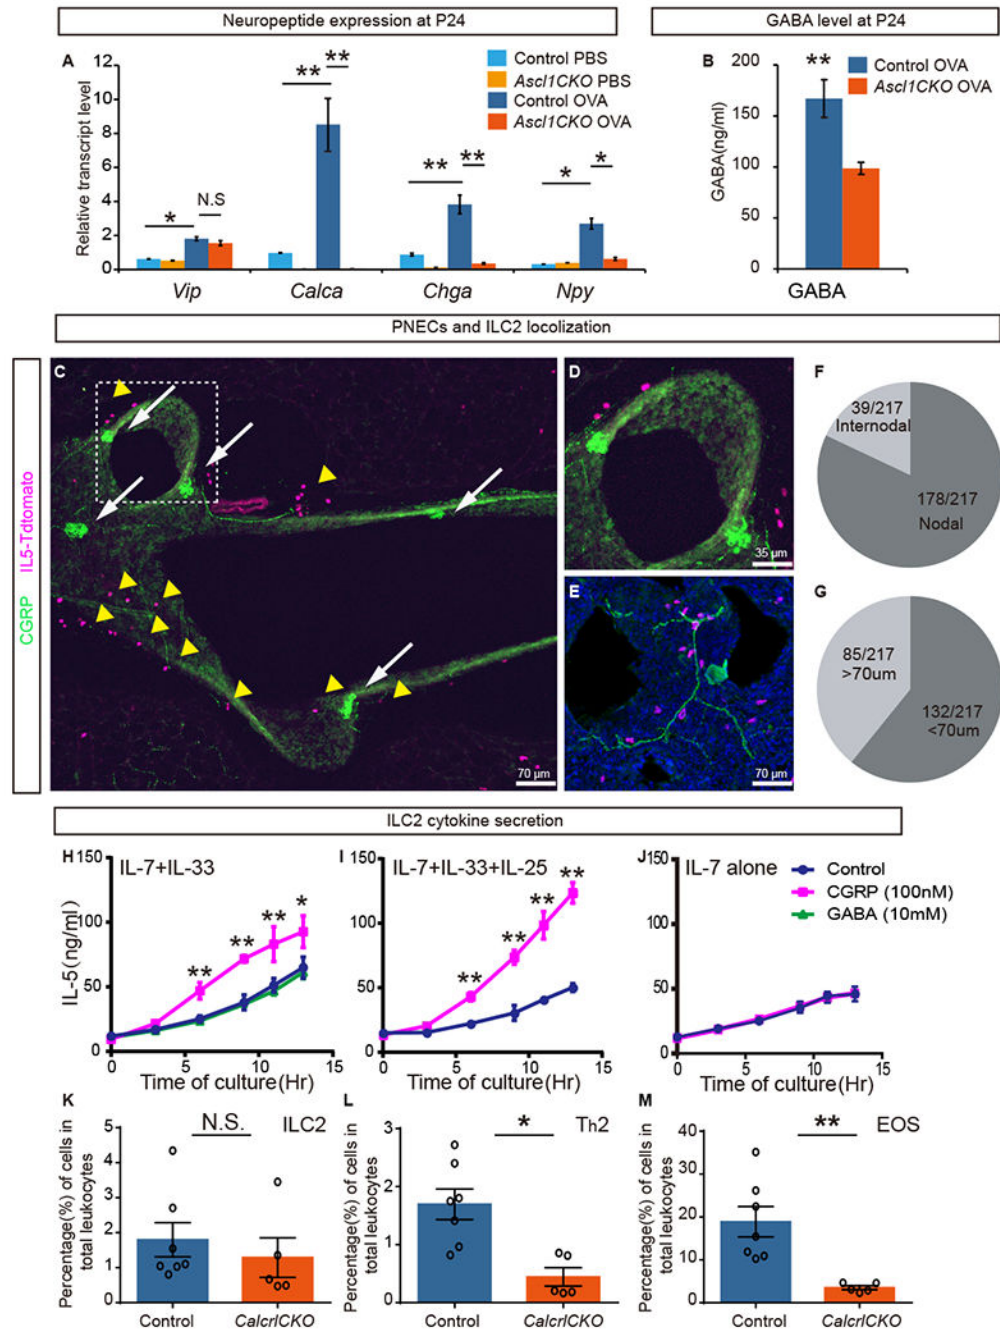 Neuropeptide expression at P24
GABA level at P24
A
Relative transcript level
12
10
8
6
4
2
0
**
**
*
N.S
**
**
*
*
Control PBS
Ascl1CKO PBS
Control OVA
Ascl1CKO OVA
Vip
Calca
Chga
Npy
B
GABA(ng/ml)
200
150
100
50
0
**
Control OVA
Ascl1CKO OVA
GABA
PNECs and ILC2 locolization
CGRP IL5-Tdtomato
C
70 µm
D
35 µm
E
70 µm
F
39/217
Internodal
178/217
Nodal
G
85/217
>70um
132/217
<70um
ILC2 cytokine secretion
H
IL-7+IL-33
IL-5(ng/ml)
150
100
50
0
**
**
**
*
0
5
10
15
Time of culture(Hr)
I
IL-7+IL-33+IL-25
150
100
50
0
**
**
**
**
0
5
10
15
Time of culture(Hr)
J
IL-7 alone
150
100
50
0
Control
CGRP (100nM)
GABA (10mM)
0
5
10
15
Time of culture(Hr)
K
N.S.
ILC2
Percentage(%) of cells in
total leukocytes
5
4
3
2
1
0
Control
CalcrlCKO
L
*
Th2
Percentage(%) of cells in
total leukocytes
3
2
1
0
Control
CalcrlCKO
M
**
EOS
Percentage(%) of cells in
total leukocytes
40
30
20
10
0
Control
CalcrlCKO